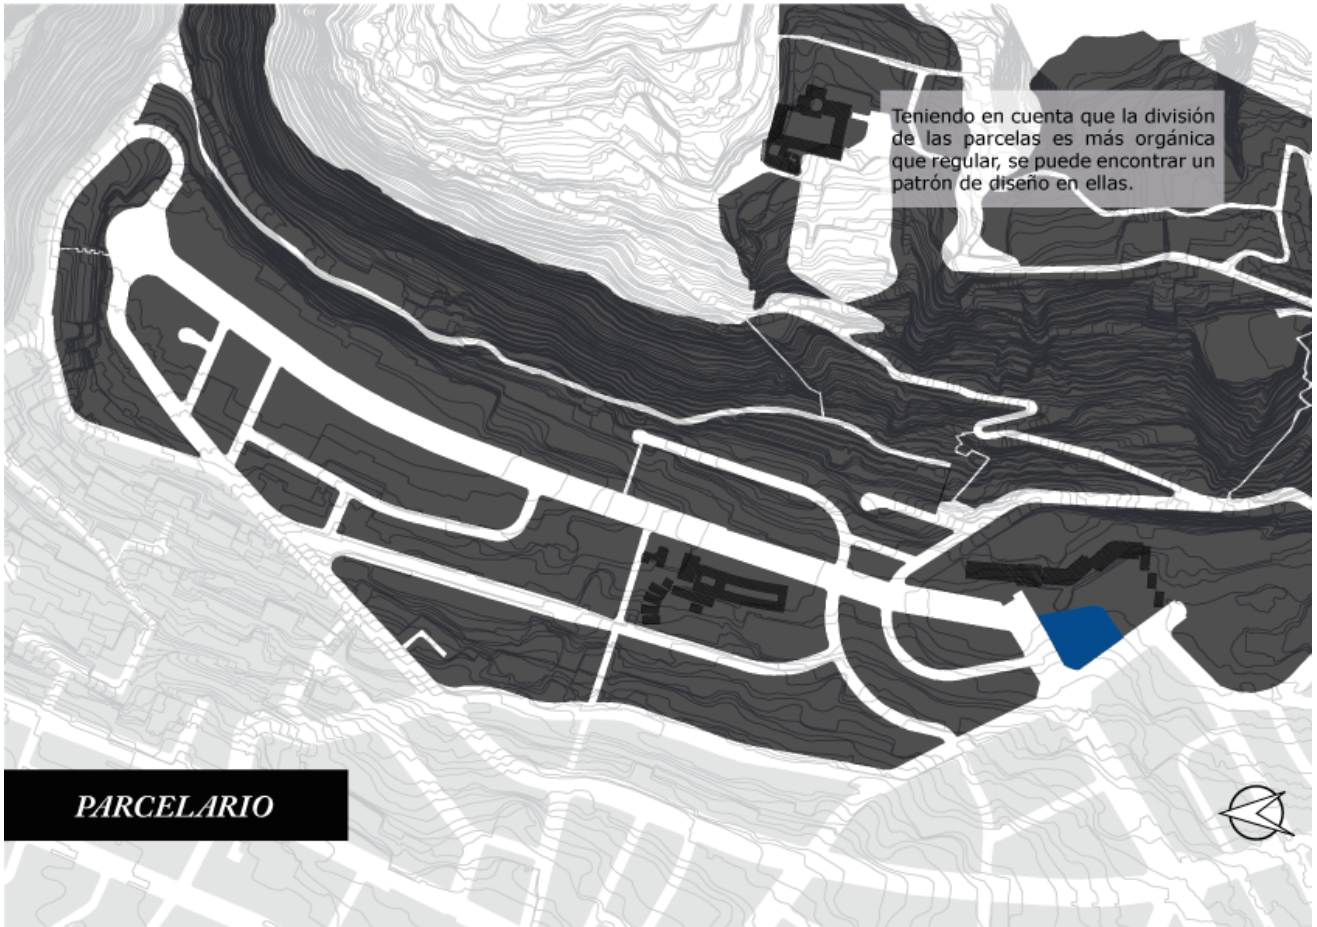 Teniendo en cuenta que la división
de las parcelas es más orgánica
que regular, se puede encontrar un
patrón de diseño en ellas.
PARCELARIO